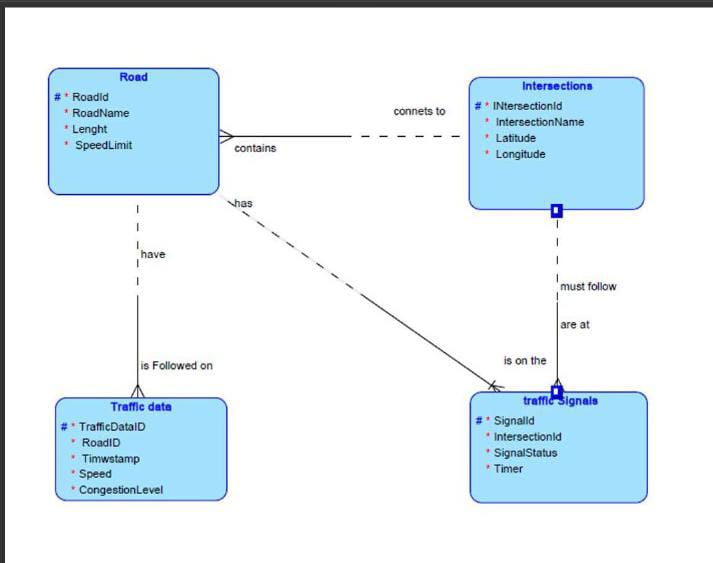 Road
# * RoadId
* RoadName
* Lenght
* SpeedLimit
Intersections
# * INtersectionId
* IntersectionName
* Latitude
* Longitude
connets to
contains
has
have
must follow
are at
is on the
is Followed on
Traffic data
# * TrafficDataID
* RoadID
* Timwstamp
* Speed
* CongestionLevel
traffic Signals
# * SignalId
* IntersectionId
* SignalStatus
* Timer